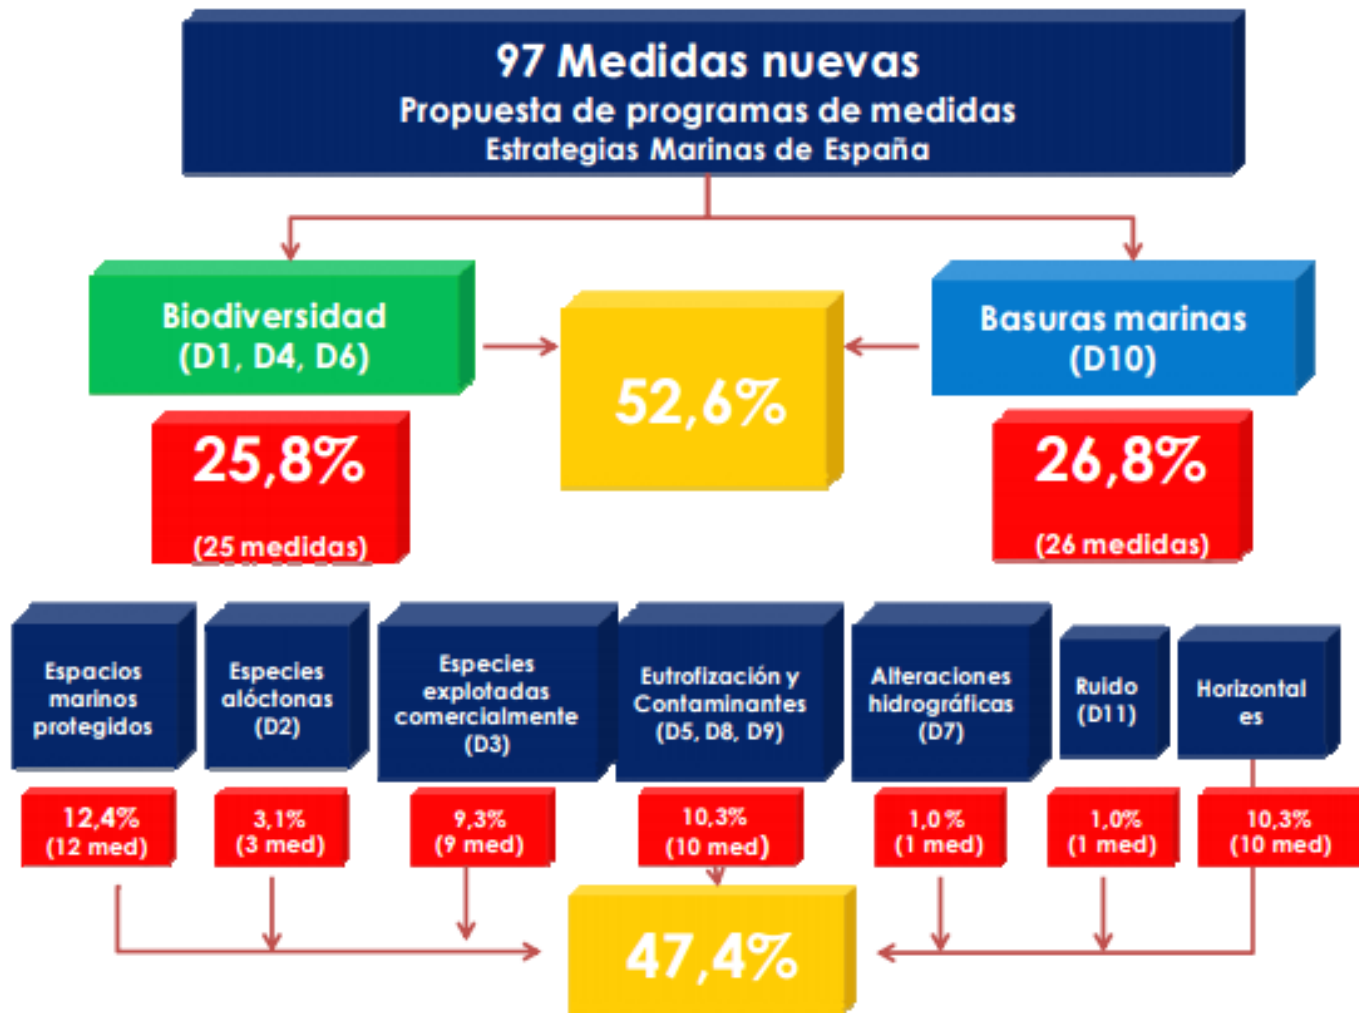 97 Medidas nuevas
Propuesta de programas de medidas
Estrategias Marinas de España
Biodiversidad
(D1, D4, D6)
52,6%
Basuras marinas
(D10)
25,8%
(25 medidas)
26,8%
(26 medidas)
Espacios
marinos
protegidos
Especies
alóctonas
(D2)
Especies
explotadas
comercialmente
(D3)
Eutrofización y
Contaminantes
(D5, D8, D9)
Alteraciones
hidrográficas
(D7)
Ruido
(D11)
Horizontal
es
12,4%
(12 med)
3,1%
(3 med)
9,3%
(9 med)
10,3%
(10 med)
1,0 %
(1 med)
1,0%
(1 med)
10,3%
(10 med)
47,4%